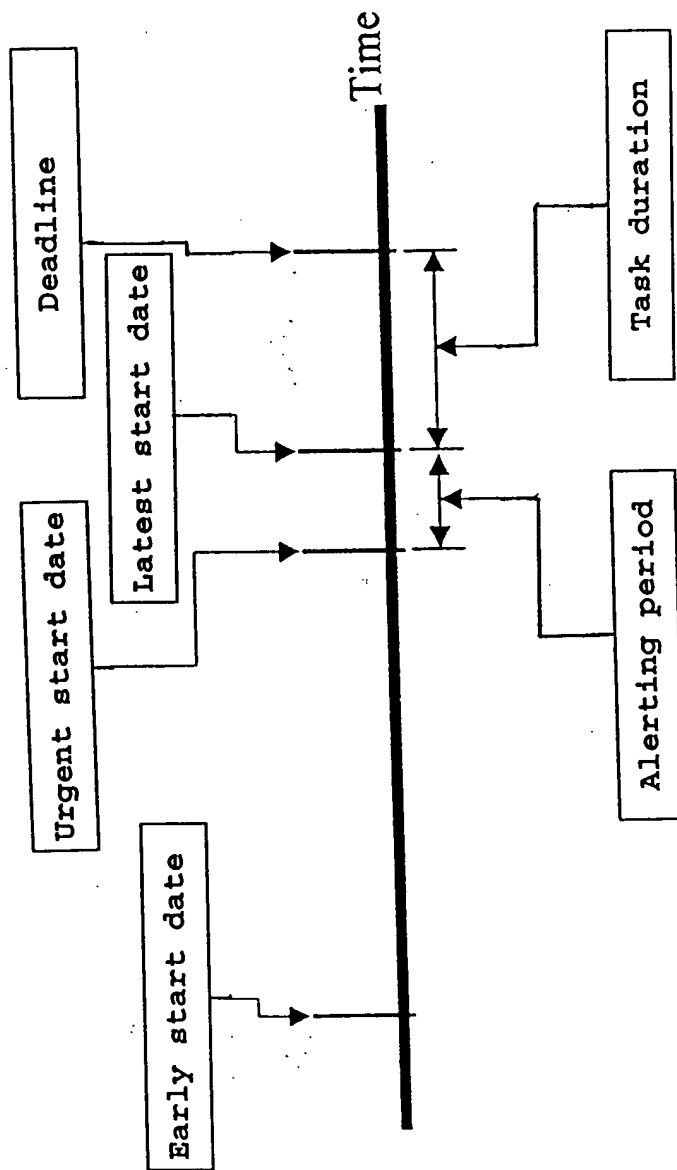 Deadline
Latest start date
Urgent start date
Early start date
Time
Task duration
Alerting period